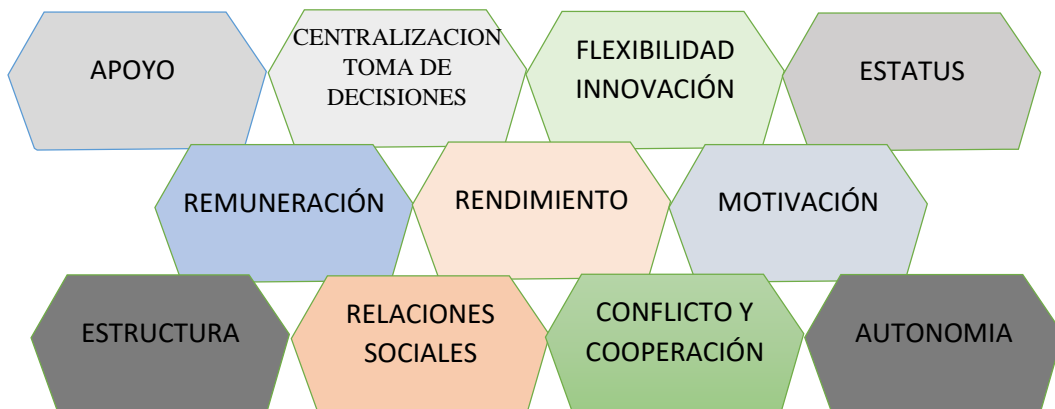 APOYO
CENTRALIZACION
TOMA DE
DECISIONES
FLEXIBILIDAD
INNOVACIÓN
ESTATUS
REMUNERACIÓN
RENDIMIENTO
MOTIVACIÓN
ESTRUCTURA
RELACIONES
SOCIALES
CONFLICTO Y
COOPERACIÓN
AUTONOMIA